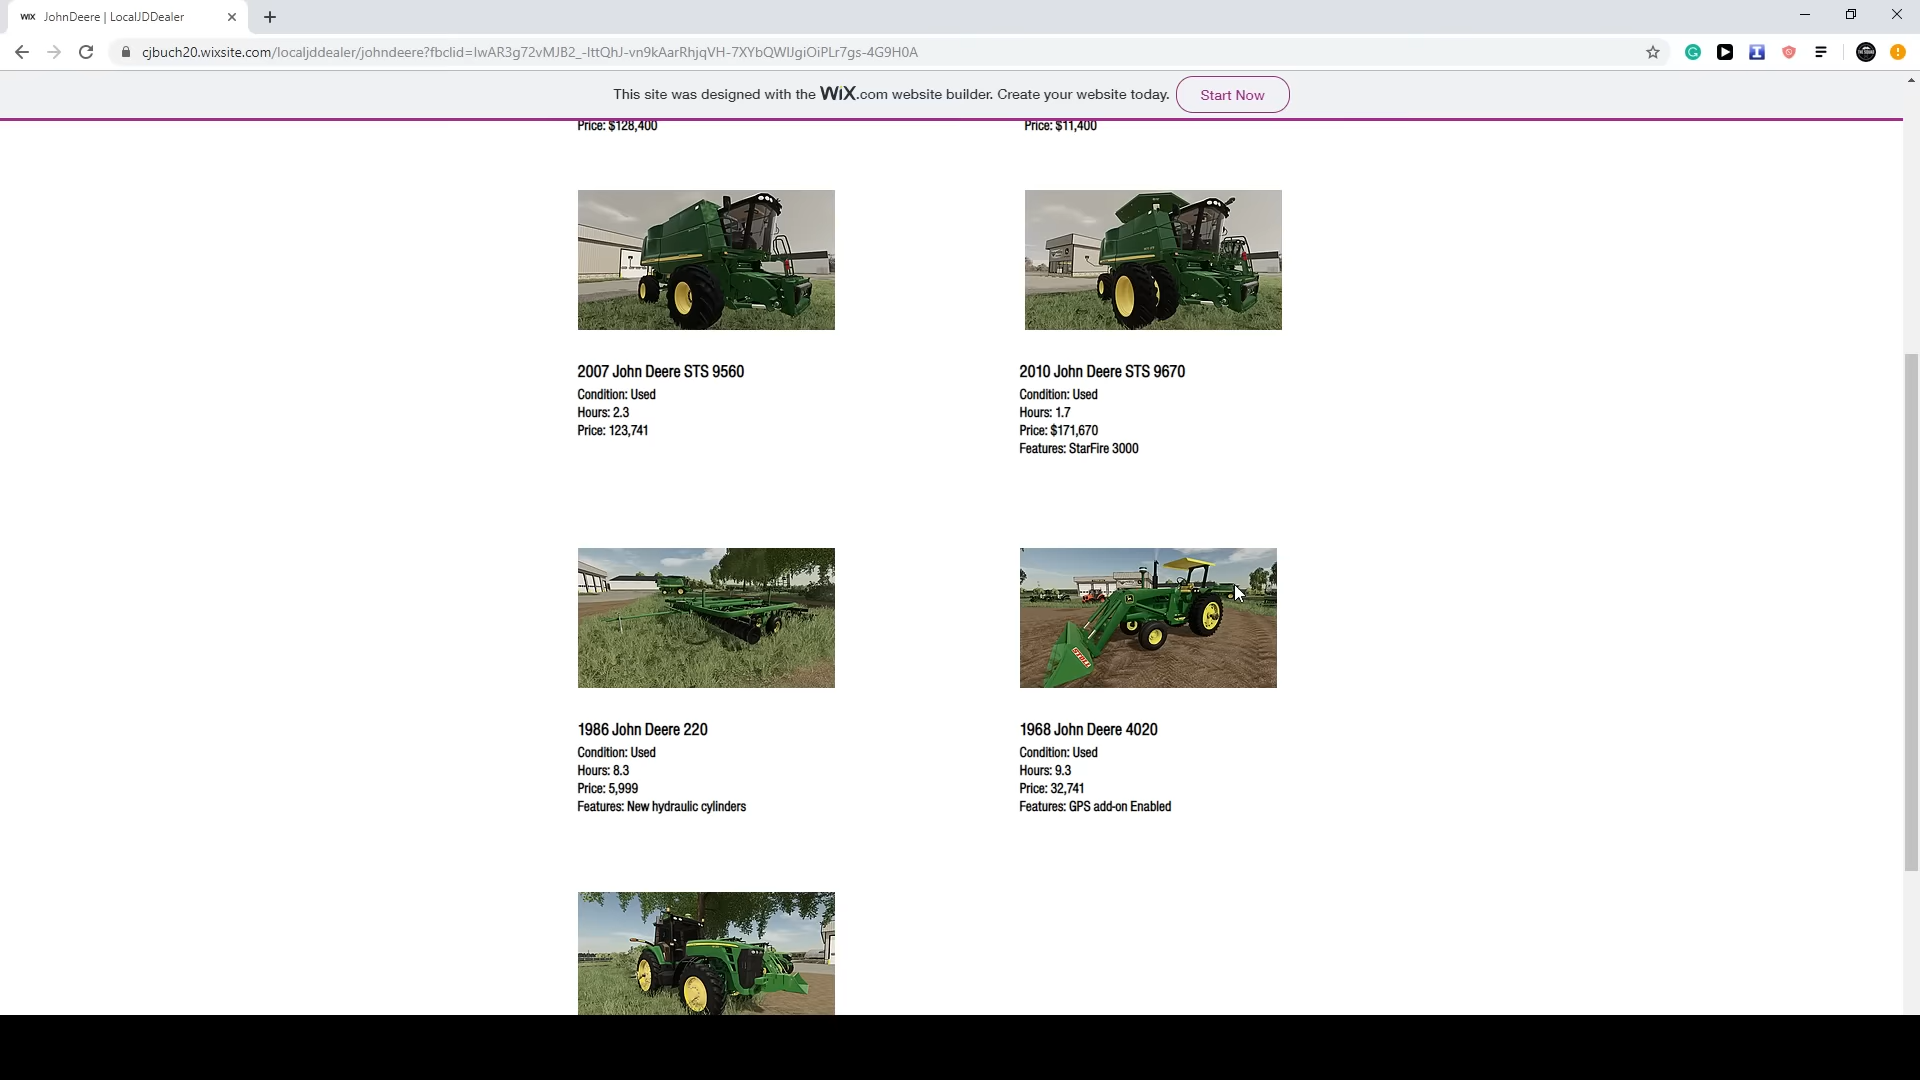 WiX JohnDeere | LocalJDDealer
cjbuch20.wixsite.com/localjddealer/johndeere?fbclid=IwAR3g72vMJB2_-IttQhJ-vn9kAarRhjqVH-7XYbQWlJgiOiPLr7gs-4G9H0A
This site was designed with the WiX.com website builder. Create your website today. Start Now
Price: $128,400
Price: $11,400
2007 John Deere STS 9560
Condition: Used
Hours: 2.3
Price: 123,741
2010 John Deere STS 9670
Condition: Used
Hours: 1.7
Price: $171,670
Features: StarFire 3000
STOLL
1986 John Deere 220
Condition: Used
Hours: 8.3
Price: 5,999
Features: New hydraulic cylinders
1968 John Deere 4020
Condition: Used
Hours: 9.3
Price: 32,741
Features: GPS add-on Enabled